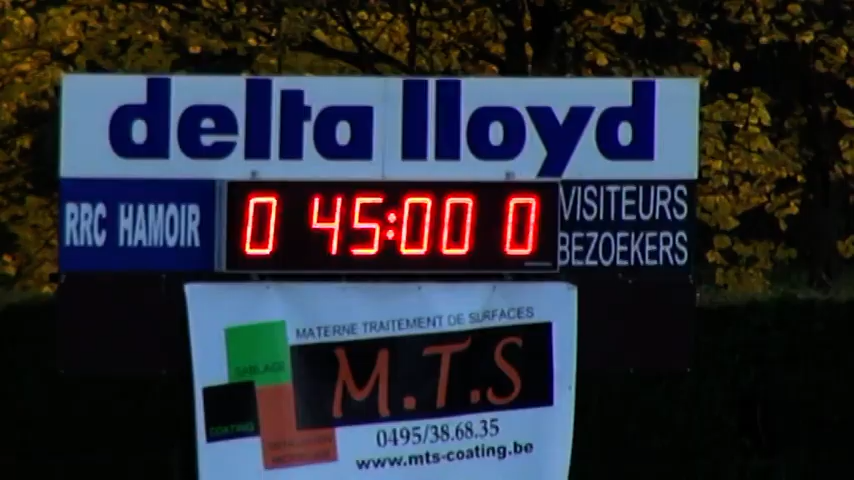 delta lloyd
RRC HAMOIR
0 45:00 0
VISITEURS
BEZOEKERS
MATERNE TRAITEMENT DE SURFACES
M.T.S
SABLAGE
COATING
0495/38.68.35
www.mts-coating.be